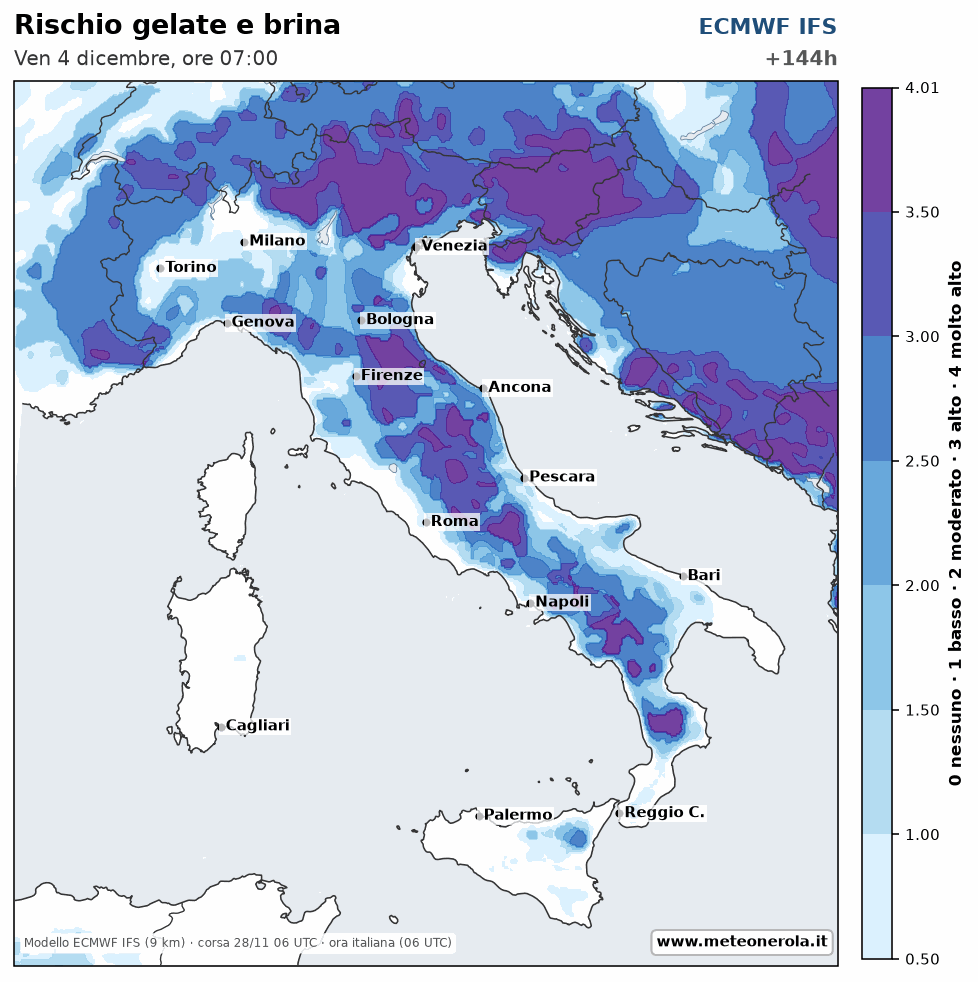 Rischio gelate e brina
ECMWF IFS
Ven 4 dicembre, ore 07:00
+144h
Milano
Venezia
Torino
Genova
Bologna
Firenze
Ancona
Pescara
Roma
Bari
Napoli
Cagliari
Palermo
Reggio C.
4.01
3.50
3.00
2.50
2.00
1.50
1.00
0.50
0 nessuno · 1 basso · 2 moderato · 3 alto · 4 molto alto
Modello ECMWF IFS (9 km) · corsa 28/11 06 UTC · ora italiana (06 UTC)
www.meteonerola.it